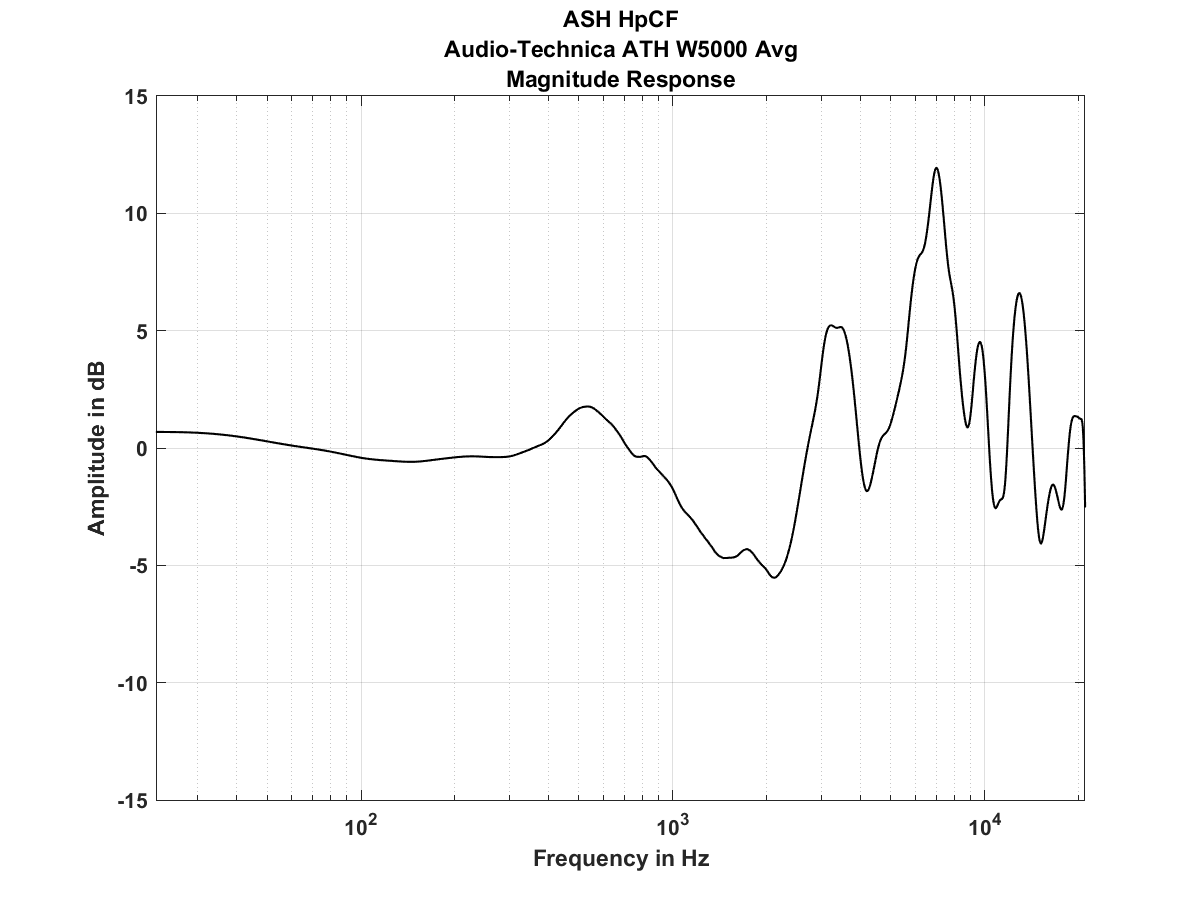 ASH HpCF
Audio-Technica ATH W5000 Avg
Magnitude Response
15
10
5
0
-5
-10
-15
Amplitude in dB
10^2 10^3 10^4
Frequency in Hz